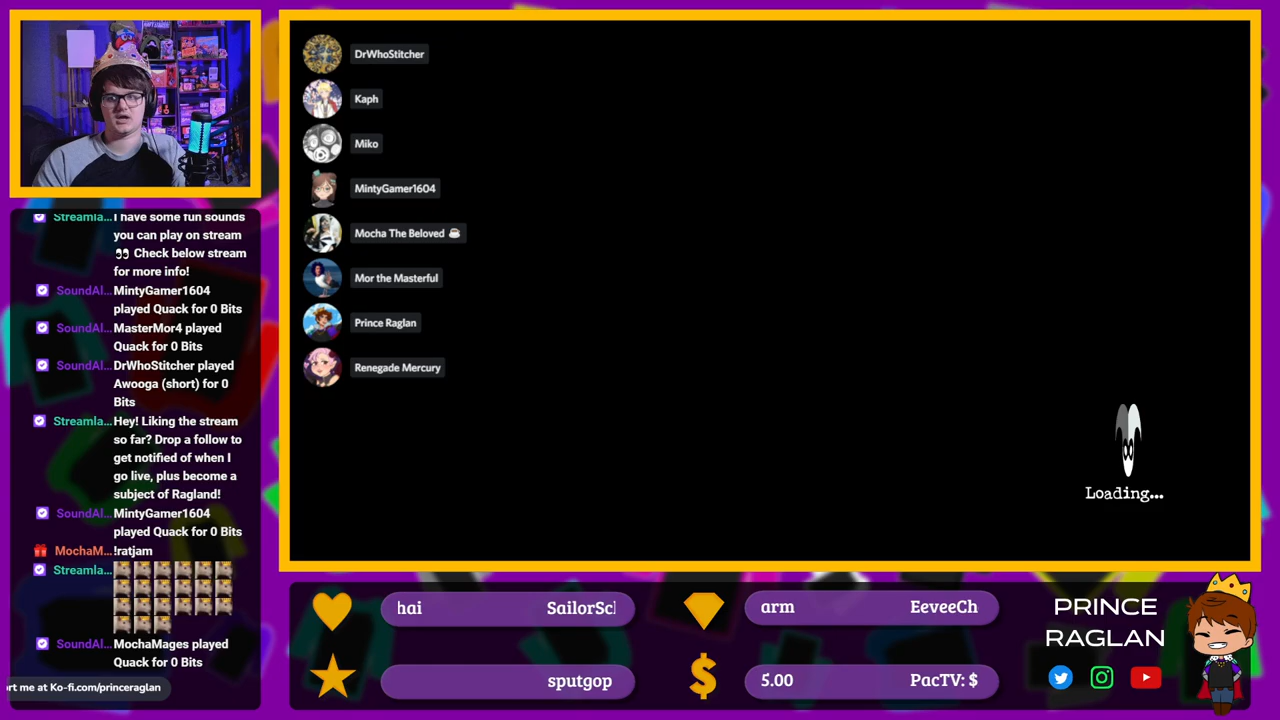 DrWhoStitcher
Kaph
Miko
MintyGamer1604
Mocha The Beloved ☕
Mor the Masterful
Prince Raglan
Renegade Mercury
Loading...
Streamla... I have some fun sounds
you can play on stream
👀 Check below stream
for more info!
SoundAl... MintyGamer1604
played Quack for 0 Bits
SoundAl... MasterMor4 played
Quack for 0 Bits
SoundAl... DrWhoStitcher played
Awooga (short) for 0
Bits
Streamla... Hey! Liking the stream
so far? Drop a follow to
get notified of when I
go live, plus become a
subject of Ragland!
SoundAl... MintyGamer1604
played Quack for 0 Bits
MochaM... !ratjam
Streamla...
SoundAl... MochaMages played
Quack for 0 Bits
rt me at Ko-fi.com/princeraglan
hai SailorSc
arm EeveeCh
sputgop
5.00 PacTV: $
PRINCE
RAGLAN